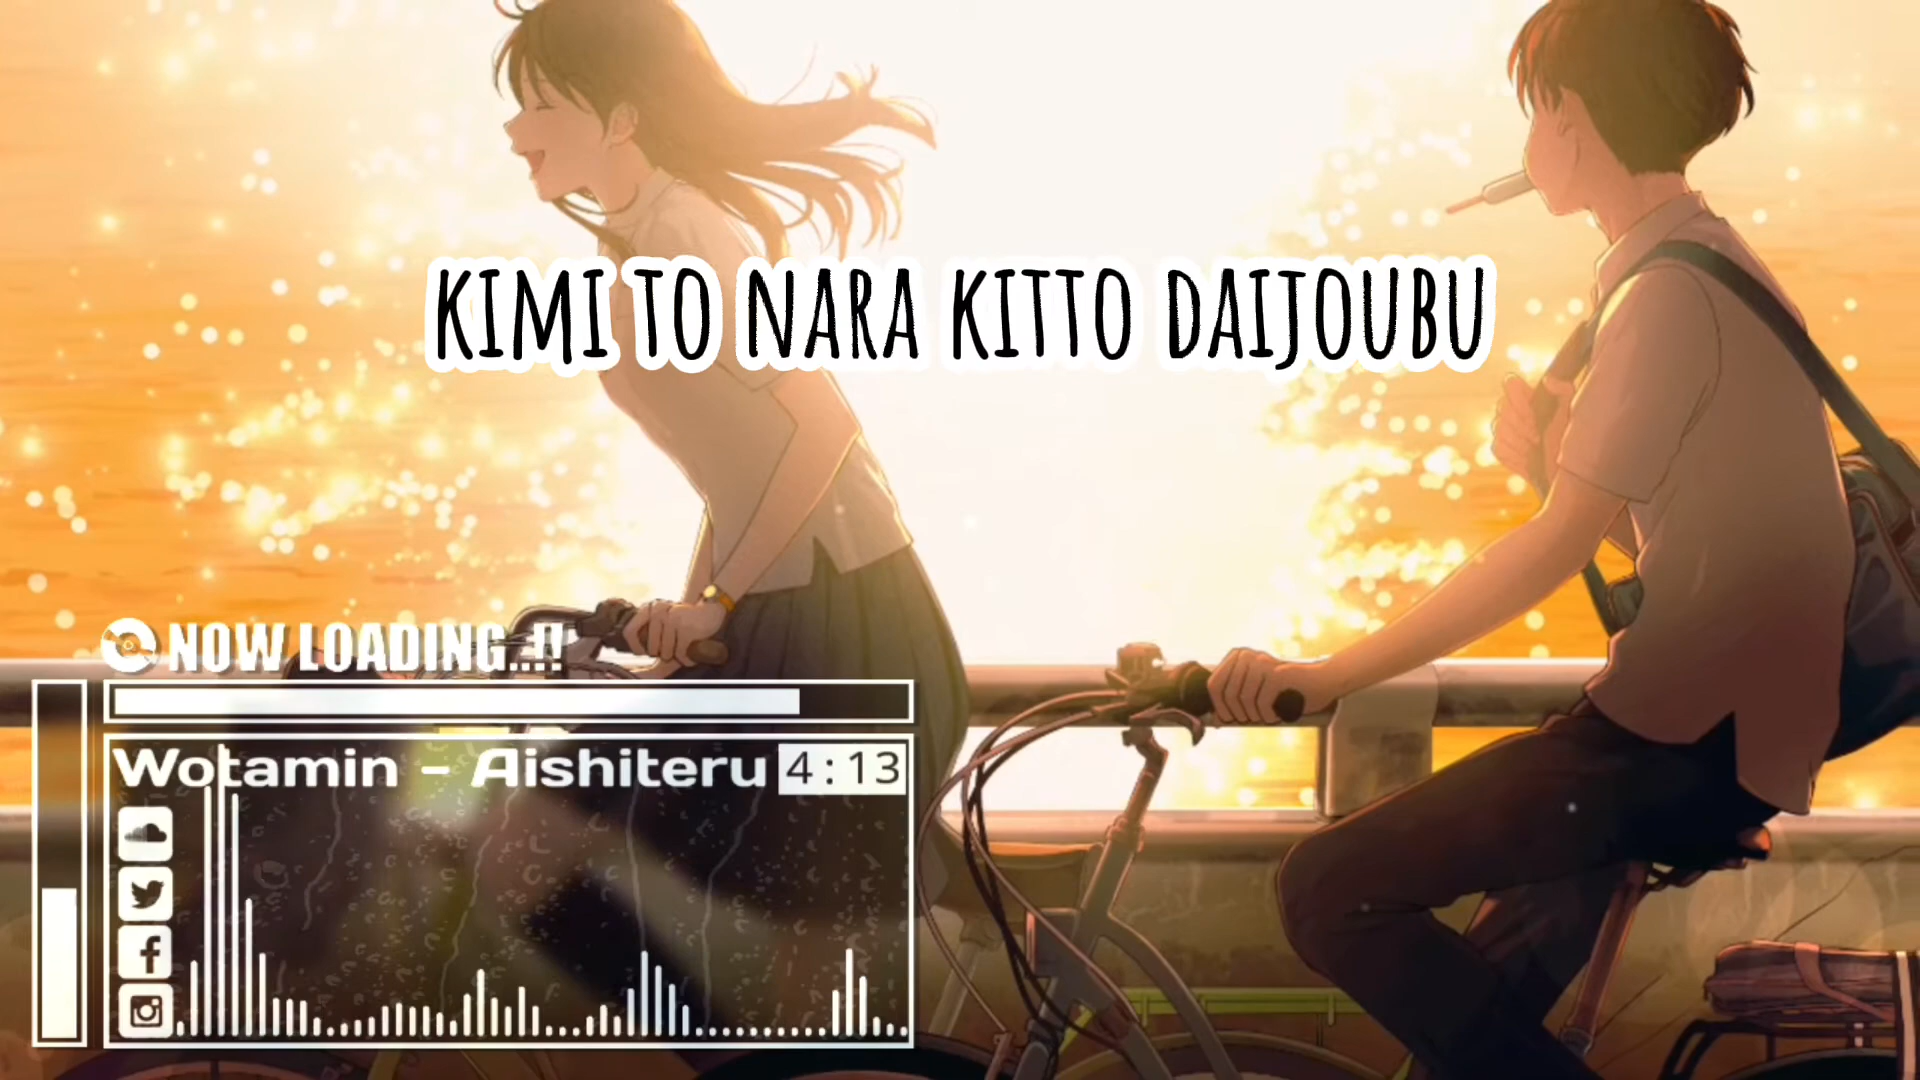 KIMI TO NARA KITTO DAIJOUBU
NOW LOADING..!!
Wotamin - Aishiteru 4:13